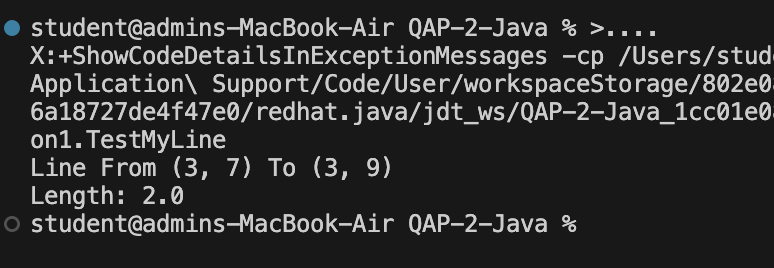 student@admins-MacBook-Air QAP-2-Java % >....
X:+ShowCodeDetailsInExceptionMessages -cp /Users/stud
Application\ Support/Code/User/workspaceStorage/802e0
6a18727de4f47e0/redhat.java/jdt_ws/QAP-2-Java_1cc01e0
on1.TestMyLine
Line From (3, 7) To (3, 9)
Length: 2.0
student@admins-MacBook-Air QAP-2-Java %